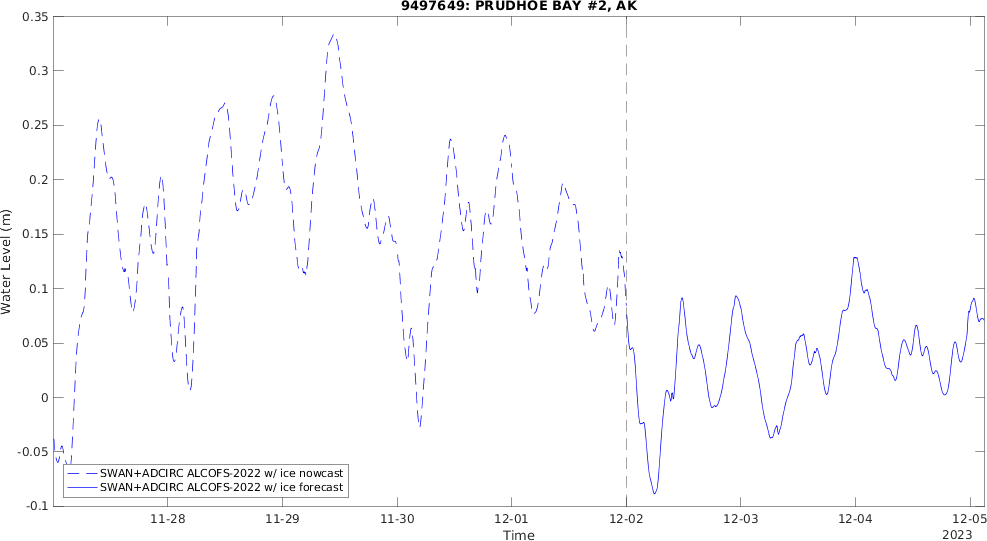 9497649: PRUDHOE BAY #2, AK
0.35
0.3
0.25
0.2
0.15
0.1
0.05
0
-0.05
-0.1
Water Level (m)
SWAN+ADCIRC ALCOFS-2022 w/ ice nowcast
SWAN+ADCIRC ALCOFS-2022 w/ ice forecast
11-28 11-29 11-30 12-01 12-02 12-03 12-04 12-05
Time
2023